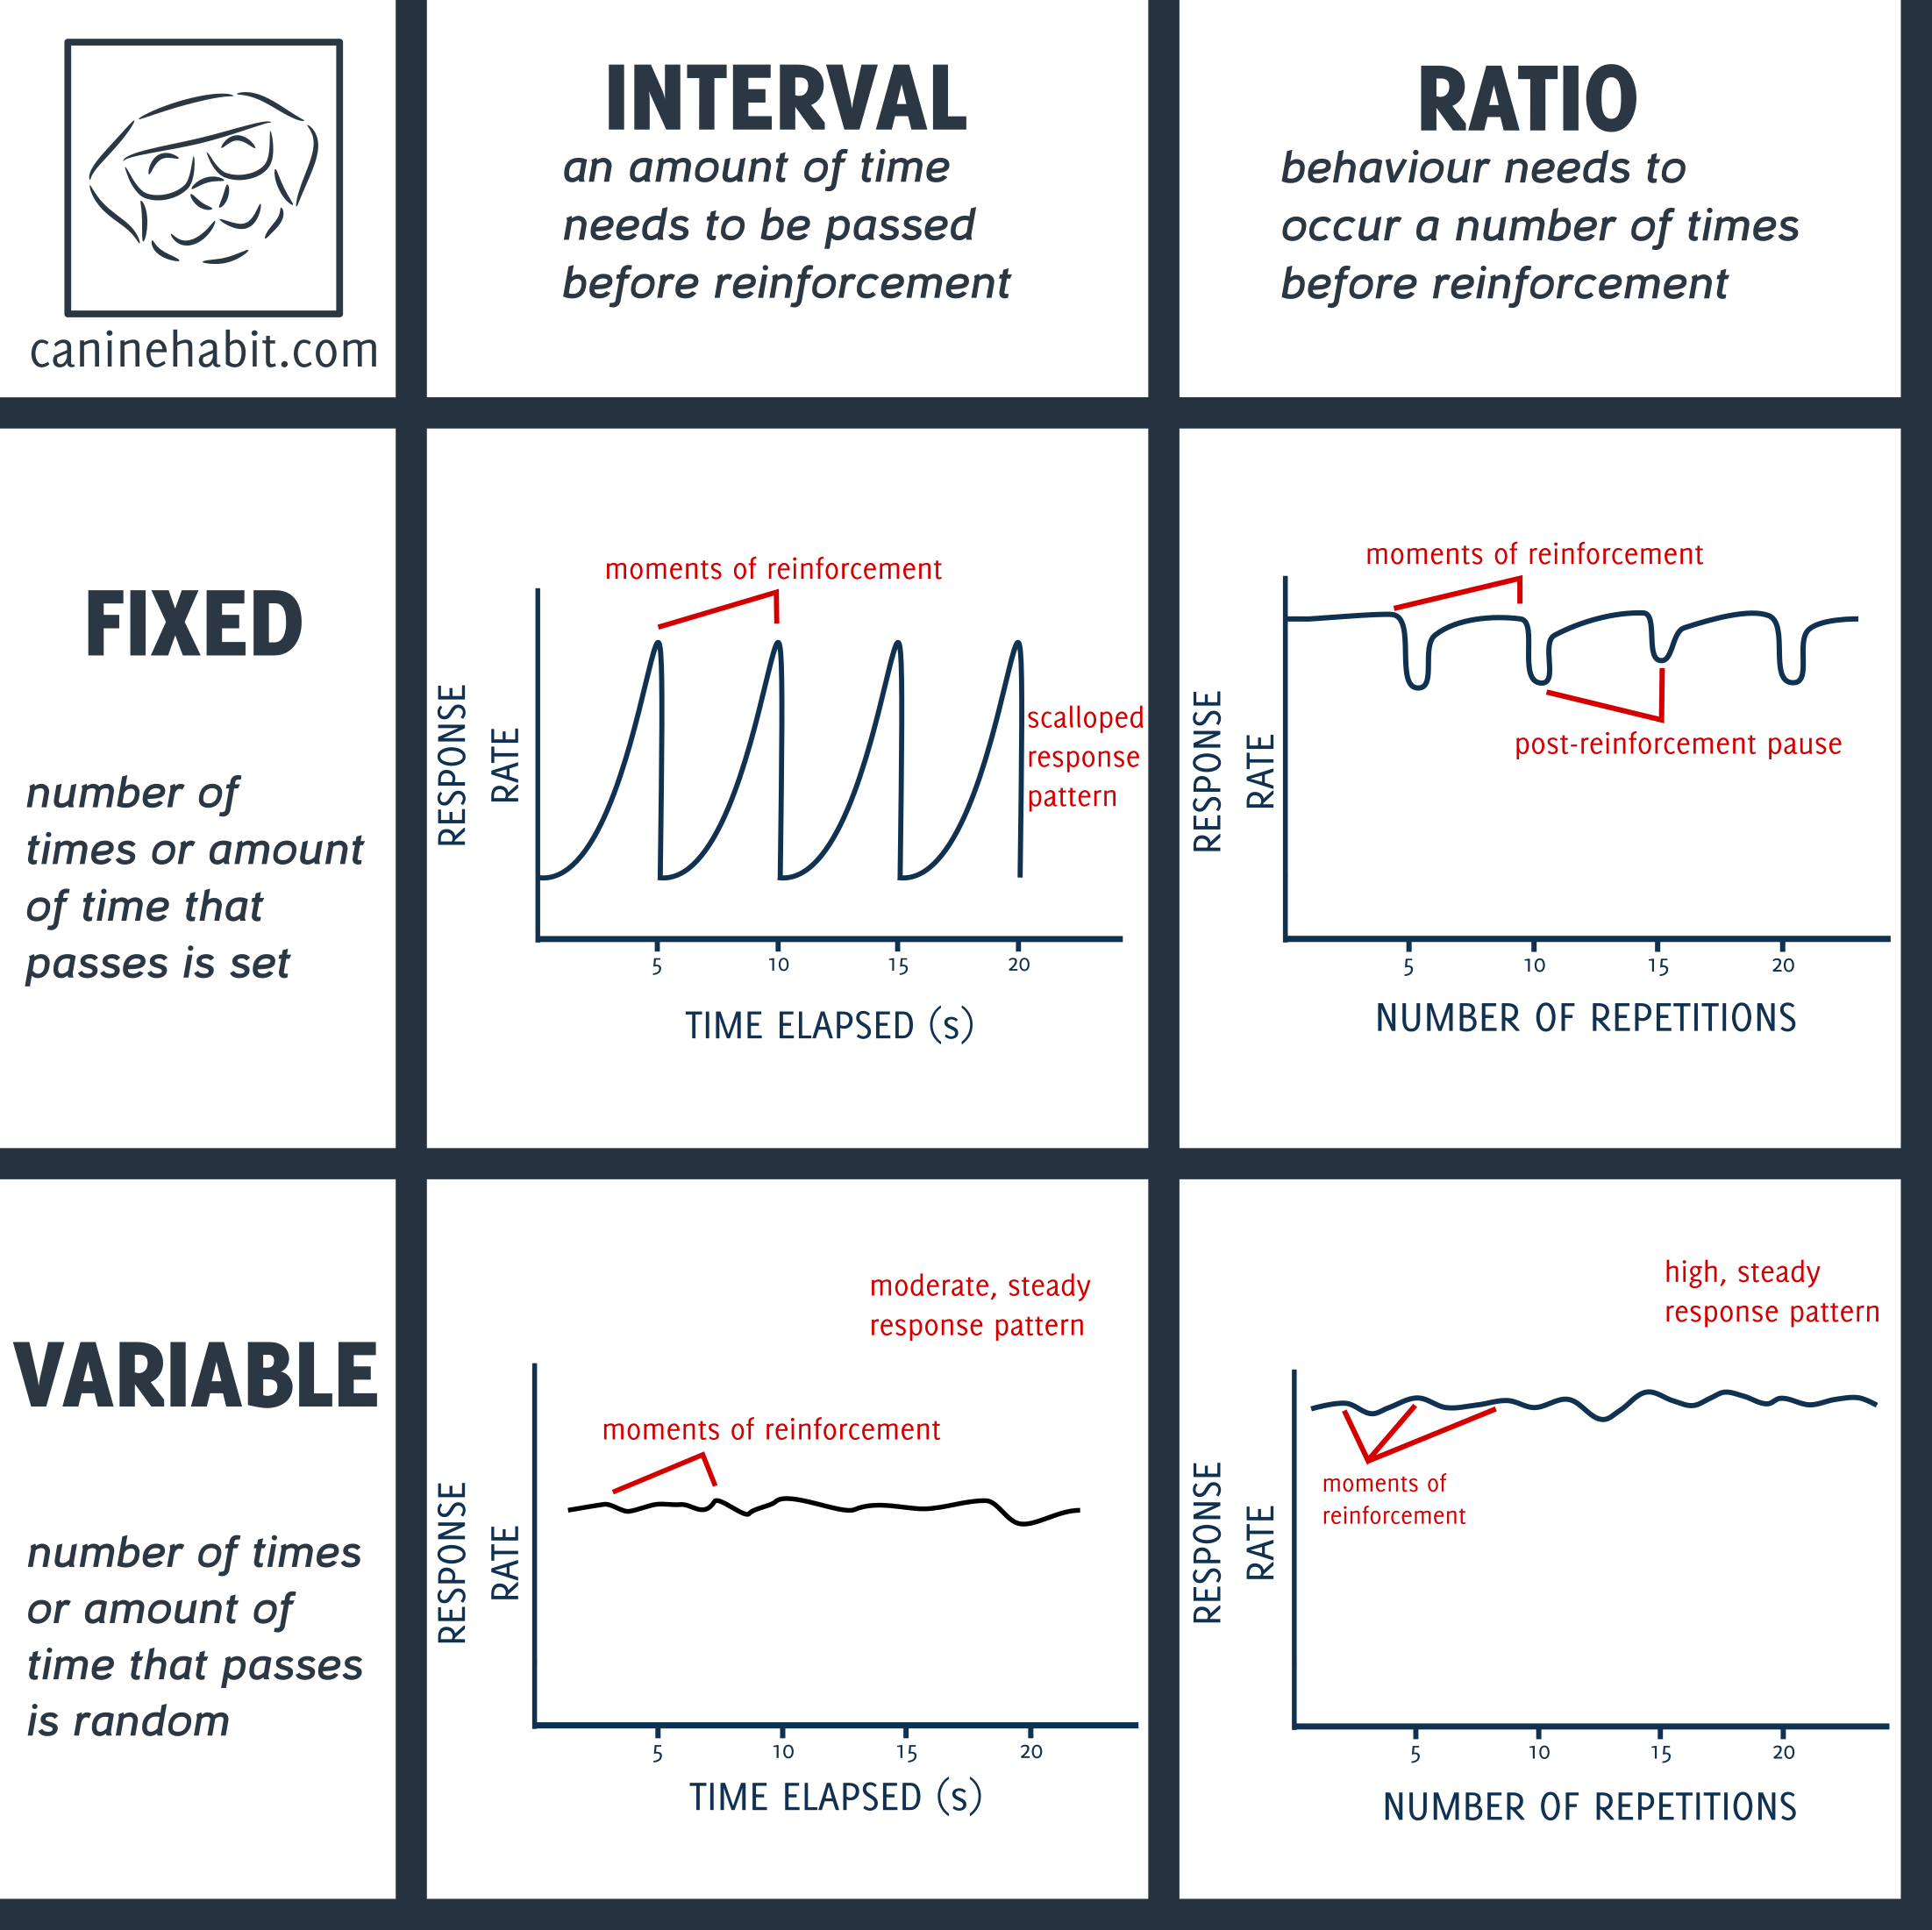 caninehabit.com
INTERVAL
an amount of time
needs to be passed
before reinforcement
RATIO
behaviour needs to
occur a number of times
before reinforcement
FIXED
number of
times or amount
of time that
passes is set
moments of reinforcement
scalloped
response
pattern
RESPONSE
RATE
5 10 15 20
TIME ELAPSED (s)
moments of reinforcement
post-reinforcement pause
RESPONSE
RATE
5 10 15 20
NUMBER OF REPETITIONS
VARIABLE
number of times
or amount of
time that passes
is random
moderate, steady
response pattern
moments of reinforcement
RESPONSE
RATE
5 10 15 20
TIME ELAPSED (s)
high, steady
response pattern
moments of
reinforcement
RESPONSE
RATE
5 10 15 20
NUMBER OF REPETITIONS